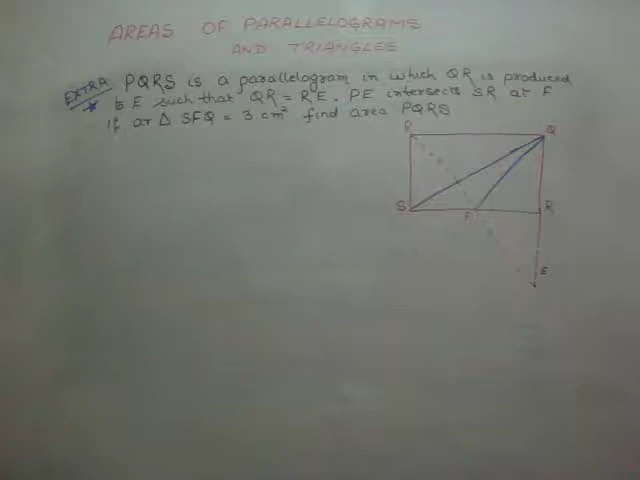 AREAS OF PARALLELOGRAMS
AND TRIANGLES
EXTRA PQRS is a parallelogram in which QR is produced
to E such that QR = RE. PE intersects SR at F
If ar Δ SFQ = 3 cm² find area PQRS
P Q
S F R
E